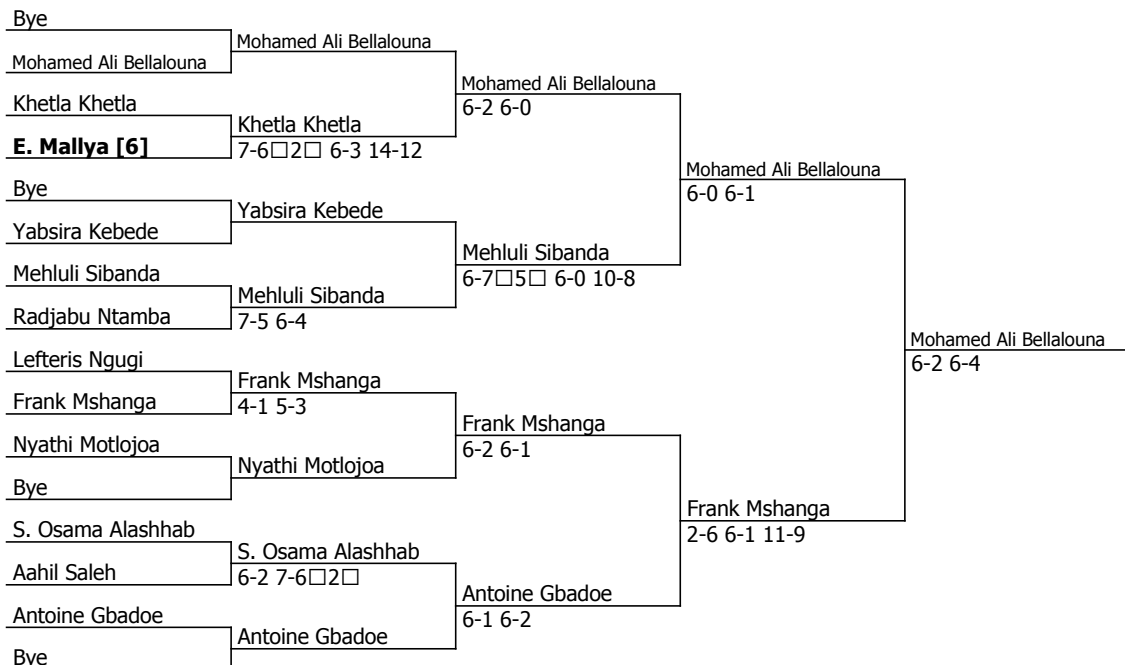 Bye
Mohamed Ali Bellalouna
Khetla Khetla
E. Mallya [6]
Bye
Yabsira Kebede
Mehluli Sibanda
Radjabu Ntamba
Lefteris Ngugi
Frank Mshanga
Nyathi Motlojoa
Bye
S. Osama Alashhab
Aahil Saleh
Antoine Gbadoe
Bye
Mohamed Ali Bellalouna
Khetla Khetla
7-6□2□ 6-3 14-12
Yabsira Kebede
Mehluli Sibanda
7-5 6-4
Frank Mshanga
4-1 5-3
Nyathi Motlojoa
S. Osama Alashhab
6-2 7-6□2□
Antoine Gbadoe
Mohamed Ali Bellalouna
6-2 6-0
Mehluli Sibanda
6-7□5□ 6-0 10-8
Frank Mshanga
6-2 6-1
Antoine Gbadoe
6-1 6-2
Mohamed Ali Bellalouna
6-0 6-1
Frank Mshanga
2-6 6-1 11-9
Mohamed Ali Bellalouna
6-2 6-4